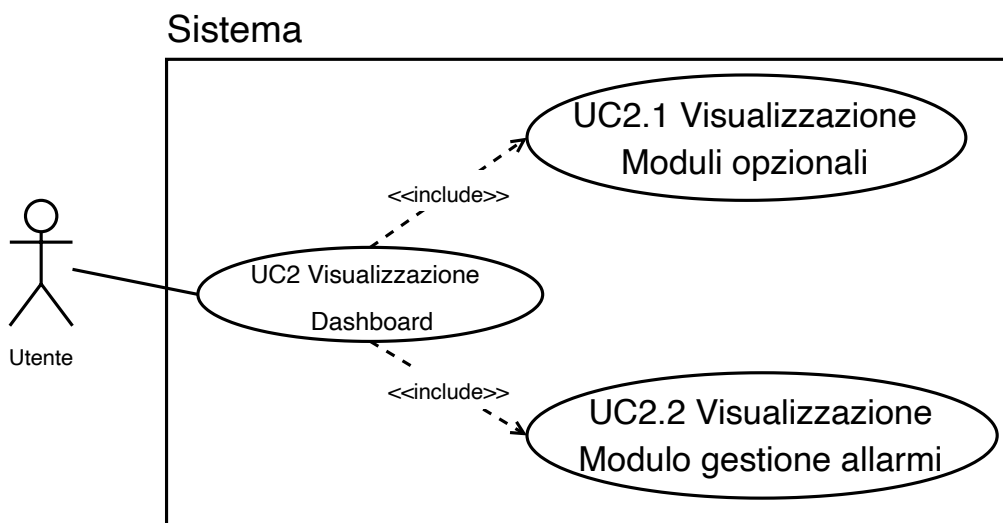 Sistema
UC2.1 Visualizzazione
Moduli opzionali
<<include>>
UC2 Visualizzazione
Dashboard
Utente
<<include>>
UC2.2 Visualizzazione
Modulo gestione allarmi